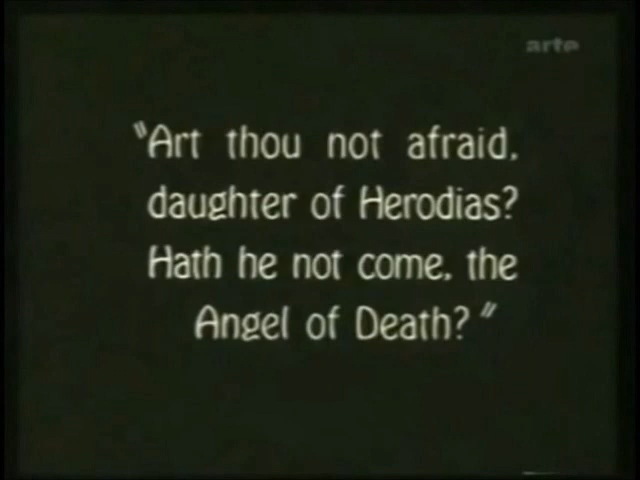 arte
"Art thou not afraid,
daughter of Herodias?
Hath he not come, the
Angel of Death?"